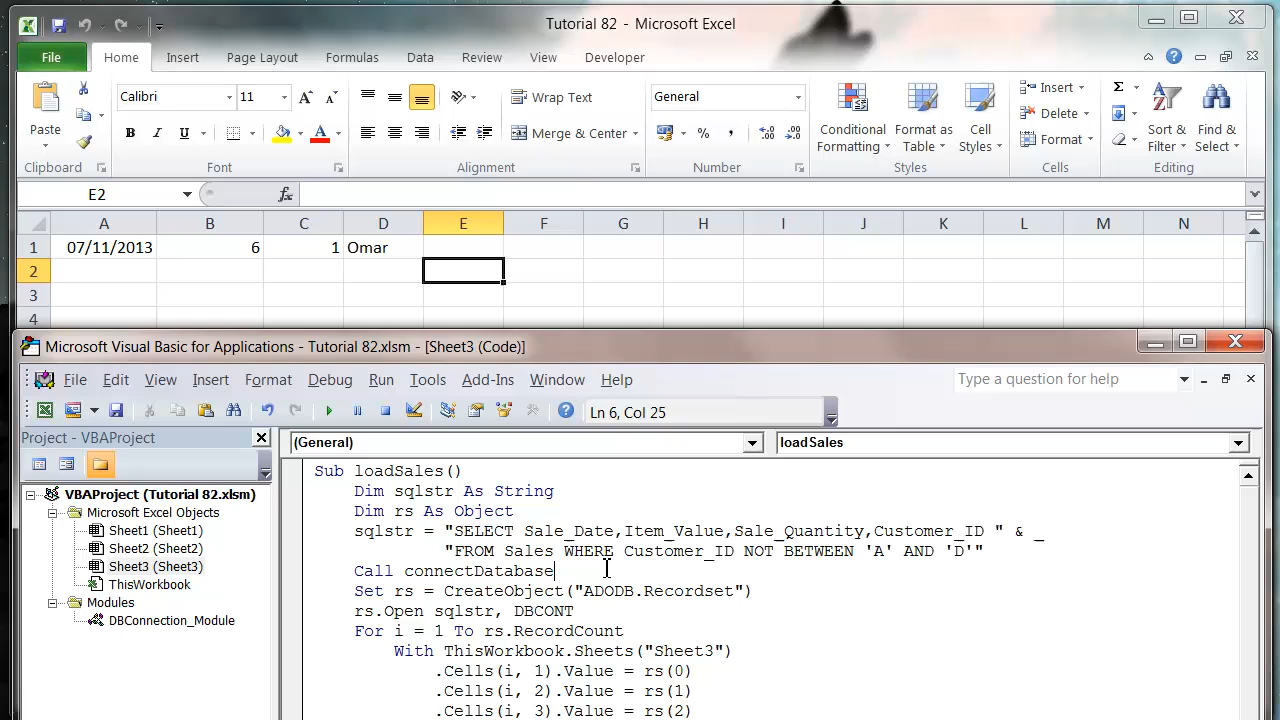 Tutorial 82 - Microsoft Excel
File Home Insert Page Layout Formulas Data Review View Developer
Paste
Clipboard
Calibri 11
B I U A
Font
Wrap Text
Merge & Center
Alignment
General
% ,
Number
Conditional Formatting
Format as Table
Cell Styles
Styles
Insert
Delete
Format
Cells
Σ
Sort & Filter
Find & Select
Editing
E2 fx
A B C D E F G H I J K L M N
1 07/11/2013 6 1 Omar
2
3
4
Microsoft Visual Basic for Applications - Tutorial 82.xlsm - [Sheet3 (Code)]
File Edit View Insert Format Debug Run Tools Add-Ins Window Help Type a question for help
Ln 6, Col 25
Project - VBAProject
VBAProject (Tutorial 82.xlsm)
Microsoft Excel Objects
Sheet1 (Sheet1)
Sheet2 (Sheet2)
Sheet3 (Sheet3)
ThisWorkbook
Modules
DBConnection_Module
(General) loadSales
Sub loadSales()
Dim sqlstr As String
Dim rs As Object
sqlstr = "SELECT Sale_Date,Item_Value,Sale_Quantity,Customer_ID " & _
"FROM Sales WHERE Customer_ID NOT BETWEEN 'A' AND 'D'"
Call connectDatabase
Set rs = CreateObject("ADODB.Recordset")
rs.Open sqlstr, DBCONT
For i = 1 To rs.RecordCount
With ThisWorkbook.Sheets("Sheet3")
.Cells(i, 1).Value = rs(0)
.Cells(i, 2).Value = rs(1)
.Cells(i, 3).Value = rs(2)